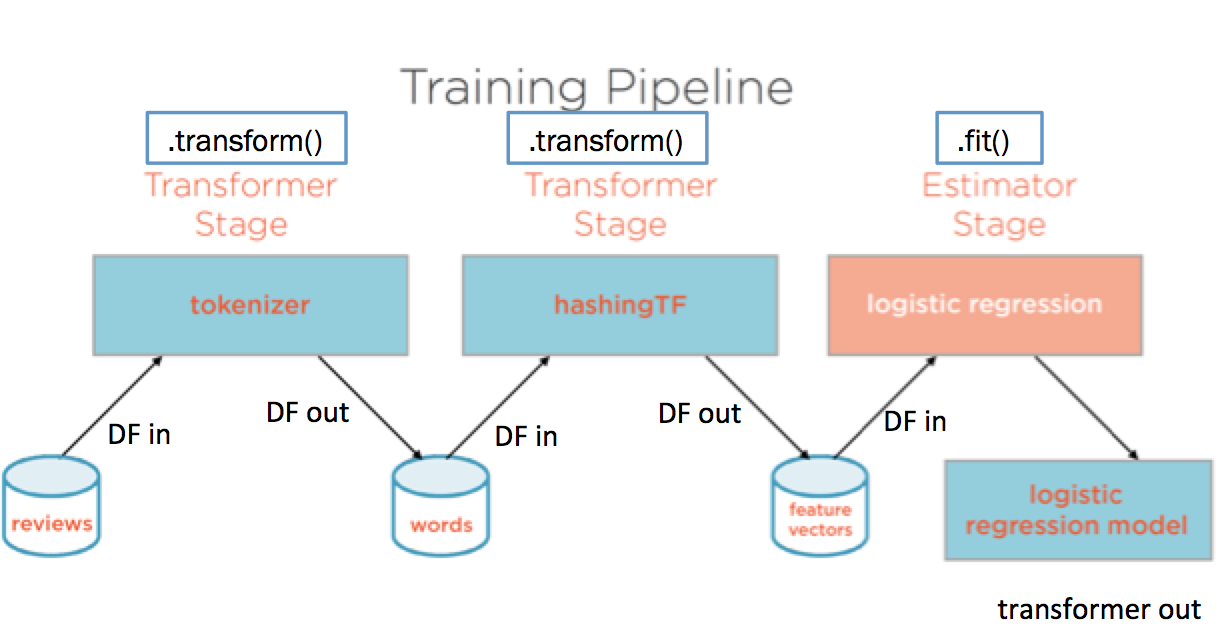 Training Pipeline
.transform()
.transform()
.fit()
Transformer
Stage
Transformer
Stage
Estimator
Stage
tokenizer
hashingTF
logistic regression
DF in
DF out
DF in
DF out
DF in
reviews
words
feature
vectors
logistic
regression model
transformer out